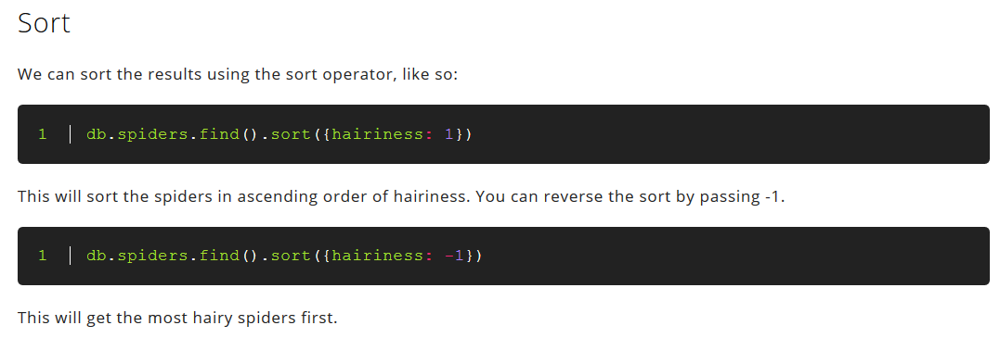 Sort
We can sort the results using the sort operator, like so:
1 | db.spiders.find().sort({hairiness: 1})
This will sort the spiders in ascending order of hairiness. You can reverse the sort by passing -1.
1 | db.spiders.find().sort({hairiness: -1})
This will get the most hairy spiders first.